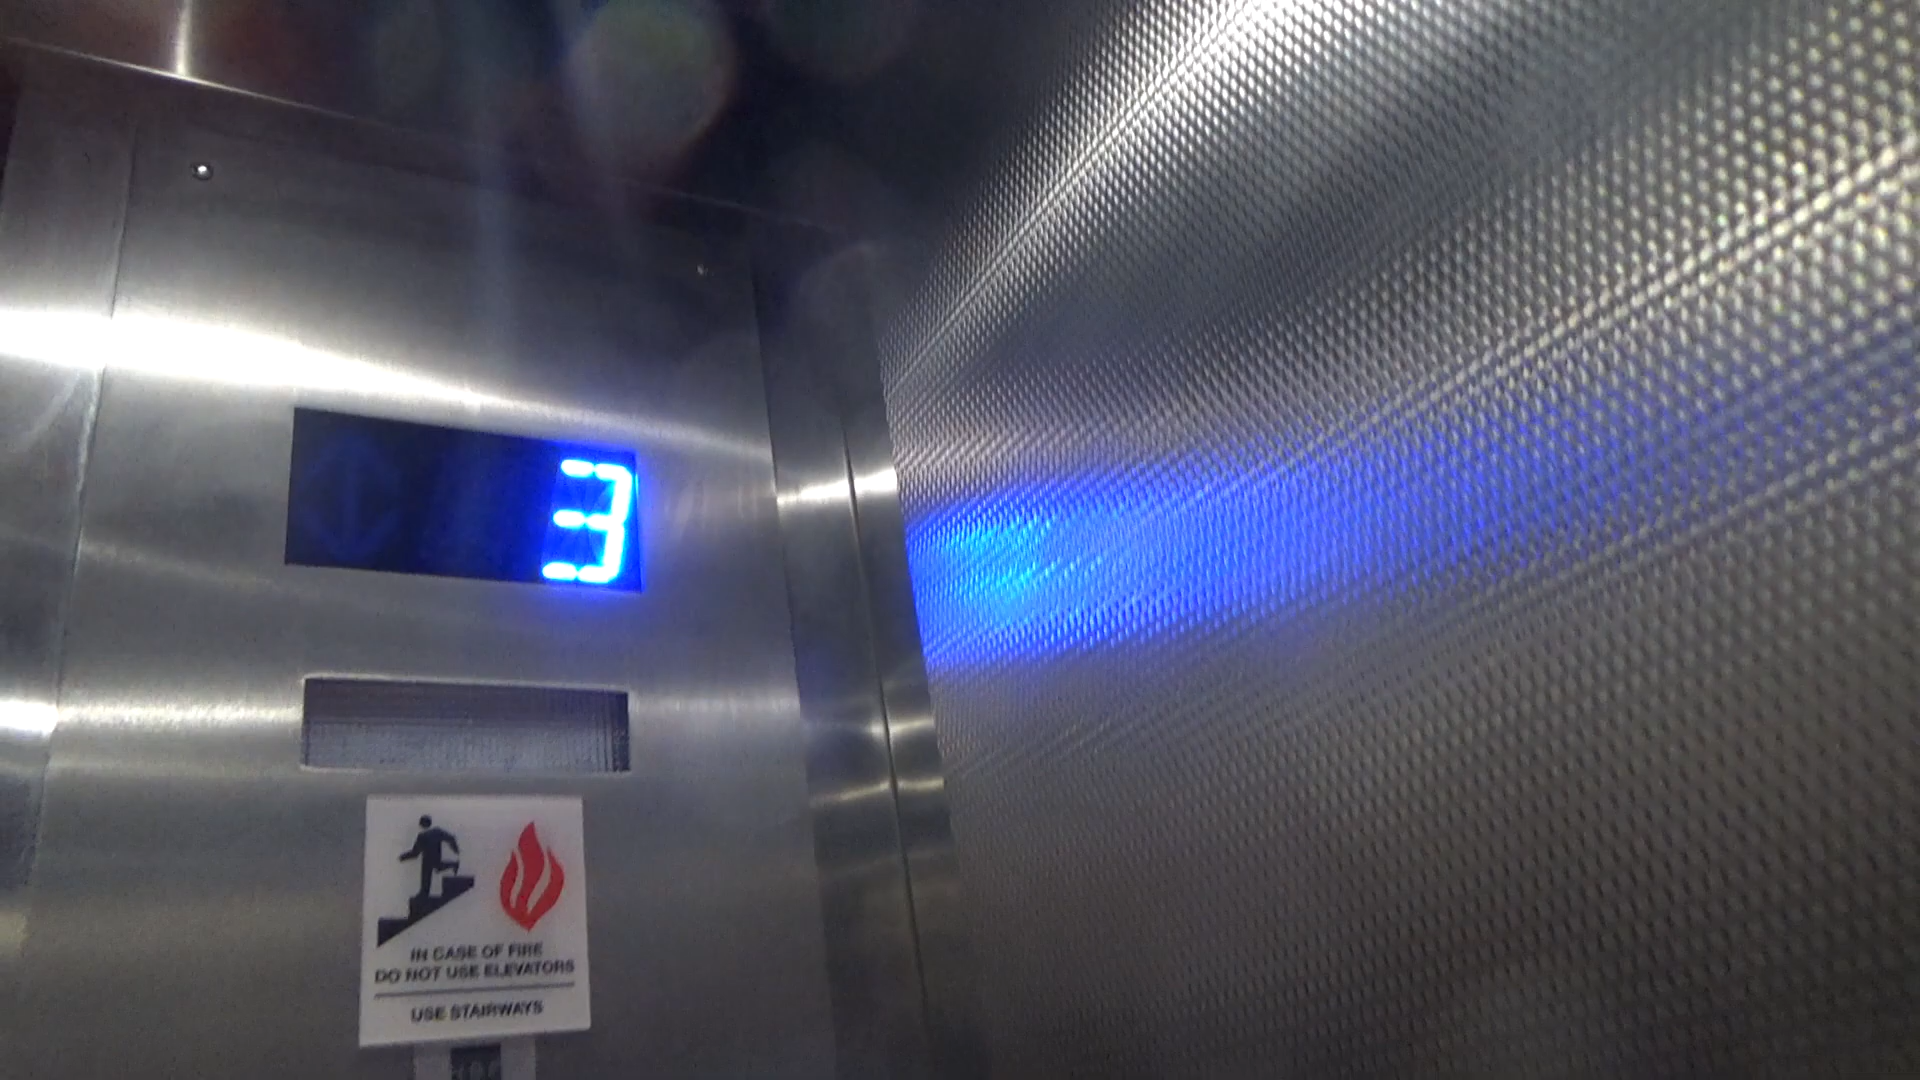 3
IN CASE OF FIRE
DO NOT USE ELEVATORS
USE STAIRWAYS